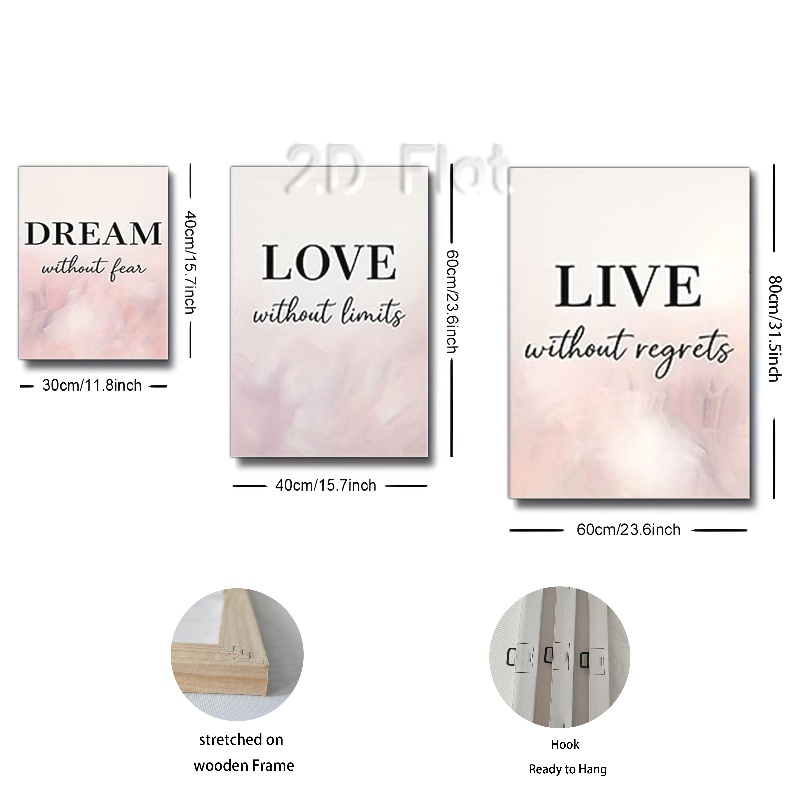 2D Flat
DREAM
without fear
40cm/15.7inch
30cm/11.8inch
LOVE
without limits
60cm/23.6inch
40cm/15.7inch
LIVE
without regrets
80cm/31.5inch
60cm/23.6inch
stretched on
wooden Frame
Hook
Ready to Hang